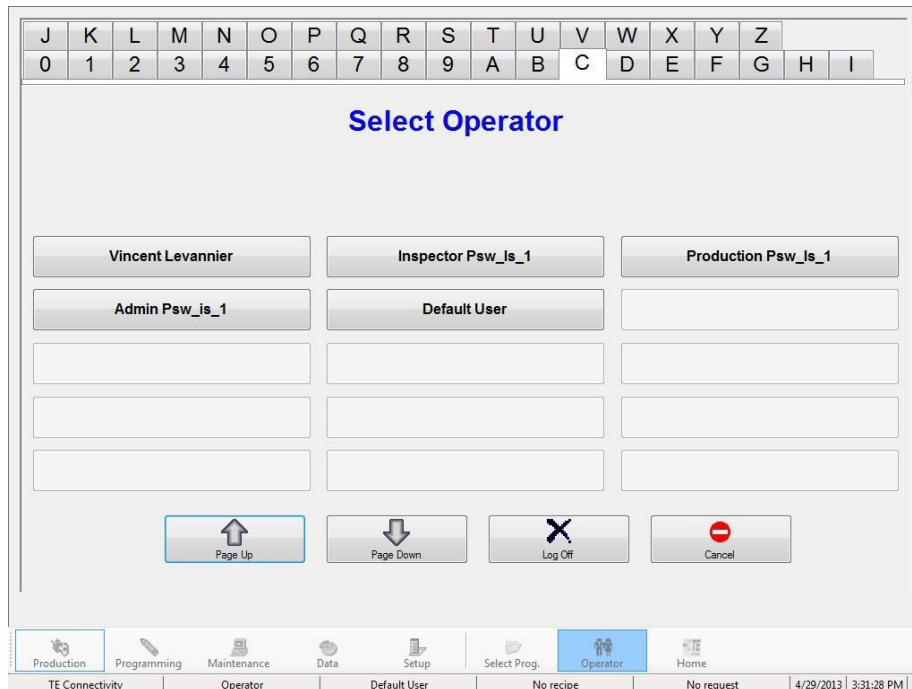 J K L M N O P Q R S T U V W X Y Z
0 1 2 3 4 5 6 7 8 9 A B C D E F G H I
Select Operator
Vincent Levannier Inspector Psw_Is_1 Production Psw_Is_1
Admin Psw_is_1 Default User
Page Up Page Down Log Off Cancel
Production Programming Maintenance Data Setup Select Prog. Operator Home
TE Connectivity Operator Default User No recipe No request 4/29/2013 3:31:28 PM